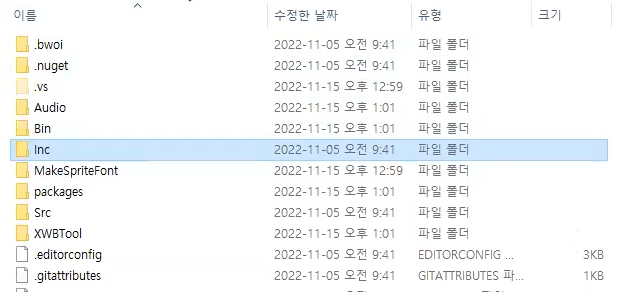 이름 수정한 날짜 유형 크기
.bwoi 2022-11-05 오전 9:41 파일 폴더
.nuget 2022-11-05 오전 9:41 파일 폴더
.vs 2022-11-15 오후 12:59 파일 폴더
Audio 2022-11-15 오후 1:01 파일 폴더
Bin 2022-11-15 오후 1:01 파일 폴더
Inc 2022-11-05 오전 9:41 파일 폴더
MakeSpriteFont 2022-11-15 오후 12:59 파일 폴더
packages 2022-11-15 오후 1:01 파일 폴더
Src 2022-11-05 오전 9:41 파일 폴더
XWBTool 2022-11-15 오후 1:01 파일 폴더
.editorconfig 2022-11-05 오전 9:41 EDITORCONFIG ... 3KB
.gitattributes 2022-11-05 오전 9:41 GITATTRIBUTES 파... 1KB